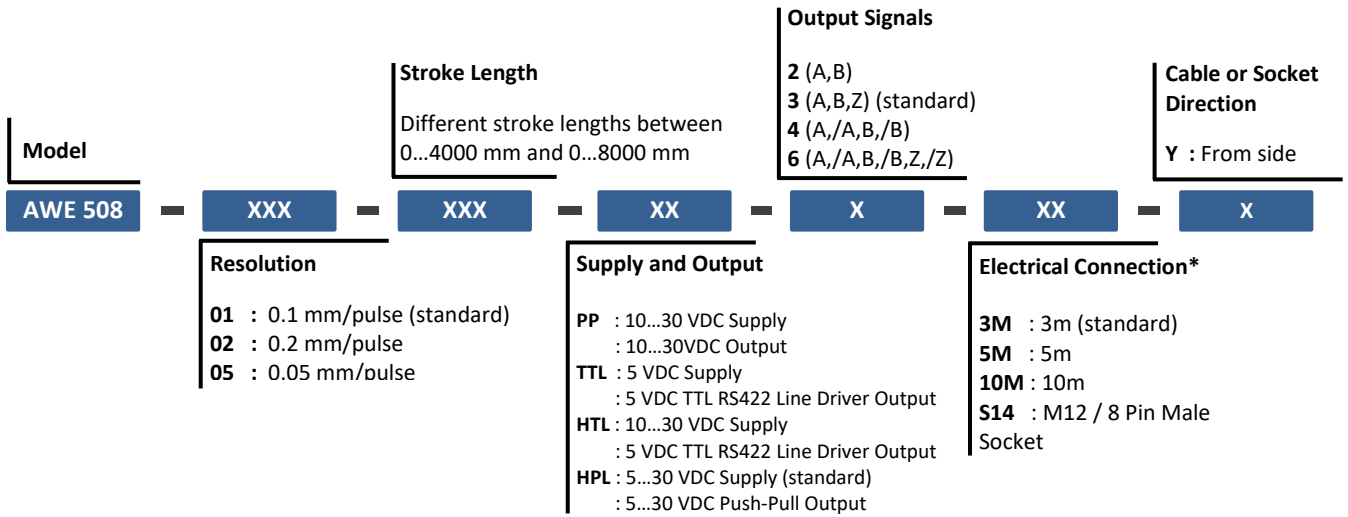 Output Signals
2 (A,B)
3 (A,B,Z) (standard)
4 (A,/A,B,/B)
6 (A,/A,B,/B,Z,/Z)
Stroke Length
Different stroke lengths between
0...4000 mm and 0...8000 mm
Cable or Socket
Direction
Y : From side
Model
AWE 508 - XXX - XXX - XX - X - XX - X
Resolution
01 : 0.1 mm/pulse (standard)
02 : 0.2 mm/pulse
05 : 0.05 mm/pulse
Supply and Output
PP : 10...30 VDC Supply
: 10...30VDC Output
TTL : 5 VDC Supply
: 5 VDC TTL RS422 Line Driver Output
HTL : 10...30 VDC Supply
: 5 VDC TTL RS422 Line Driver Output
HPL : 5...30 VDC Supply (standard)
: 5...30 VDC Push-Pull Output
Electrical Connection*
3M : 3m (standard)
5M : 5m
10M : 10m
S14 : M12 / 8 Pin Male
Socket